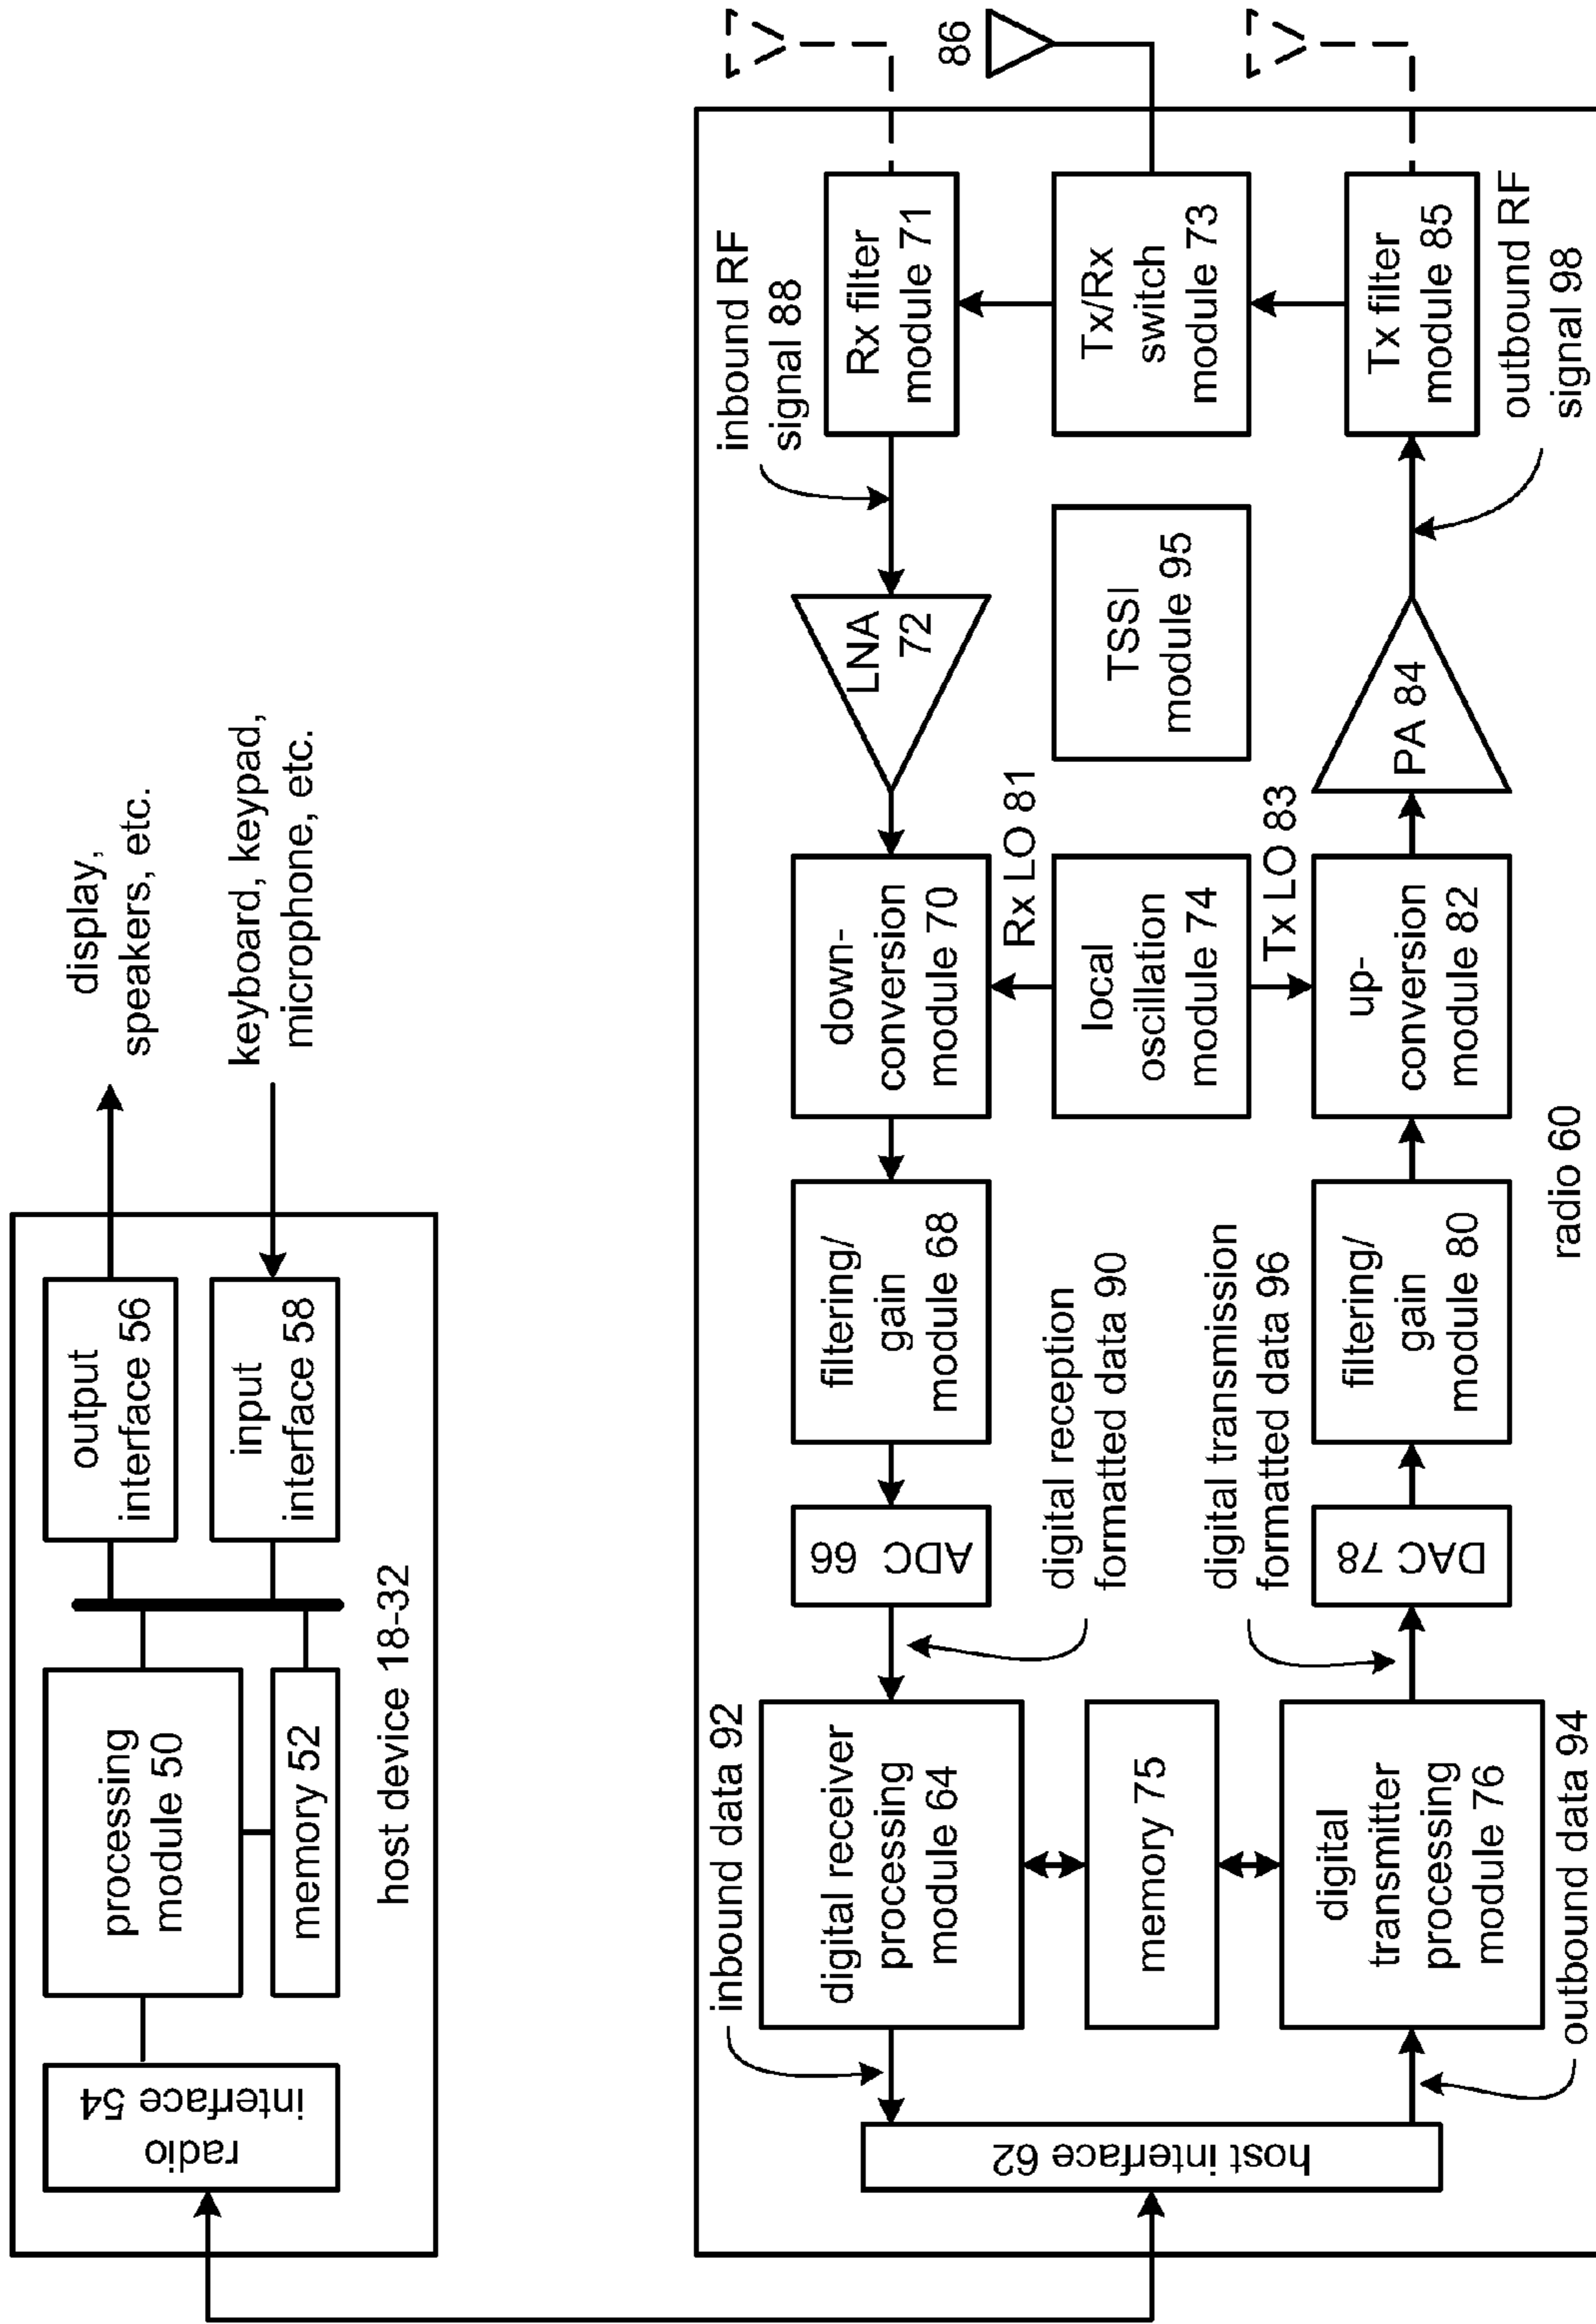 radio
interface 54
processing
module 50
memory 52
output
interface 56
input
interface 58
display,
speakers, etc.
keyboard, keypad,
microphone, etc.
host device 18-32
host interface 62
inbound data 92
digital receiver
processing
module 64
ADC 66
digital reception
formatted data 90
filtering/
gain
module 68
down-
conversion
module 70
LNA
72
inbound RF
signal 88
Rx filter
module 71
memory 75
Rx LO 81
local
oscillation
module 74
Tx LO 83
TSSI
module 95
Tx/Rx
switch
module 73
86
digital
transmitter
processing
module 76
outbound data 94
digital transmission
formatted data 96
DAC 78
filtering/
gain
module 80
up-
conversion
module 82
PA 84
Tx filter
module 85
outbound RF
signal 98
radio 60